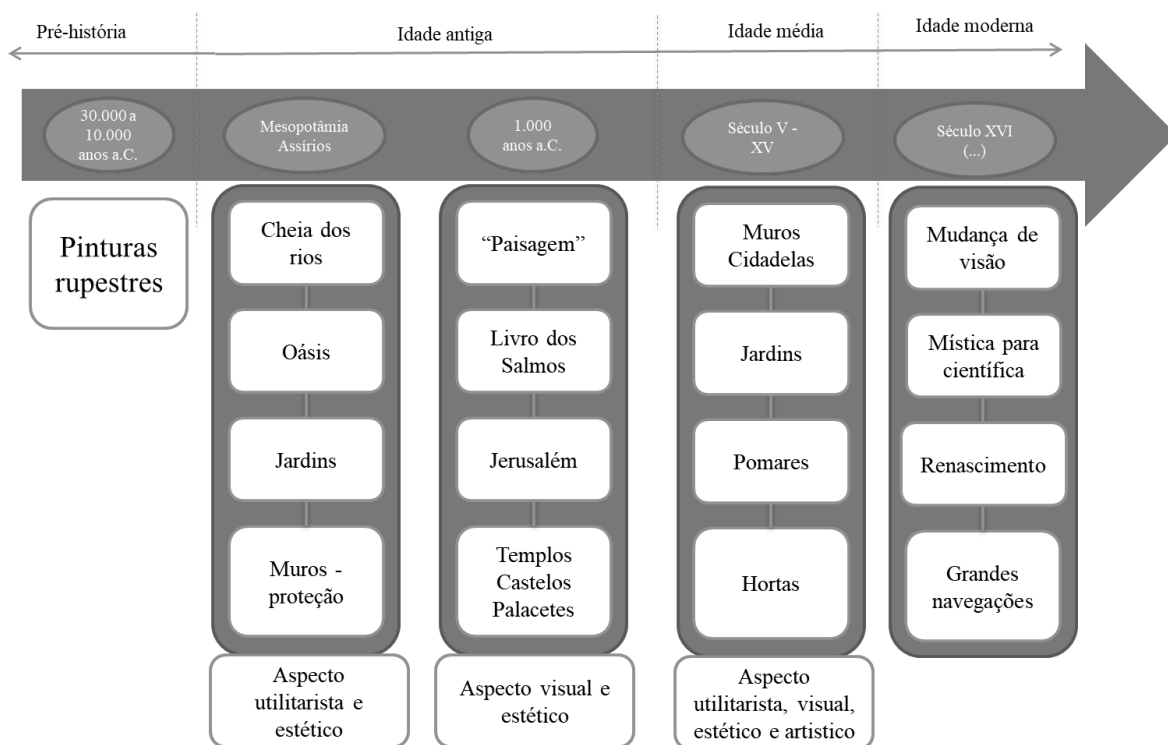 Pré-história
Idade antiga
Idade média
Idade moderna
30.000 a
10.000
anos a.C.
Mesopotâmia
Assírios
1.000
anos a.C.
Século V -
XV
Século XVI
(...)
Pinturas
rupestres
Cheia dos
rios
Oásis
Jardins
Muros -
proteção
Aspecto
utilitarista e
estético
“Paisagem”
Livro dos
Salmos
Jerusalém
Templos
Castelos
Palacetes
Aspecto visual e
estético
Muros
Cidadelas
Jardins
Pomares
Hortas
Aspecto
utilitarista, visual,
estético e artistico
Mudança de
visão
Mística para
científica
Renascimento
Grandes
navegações